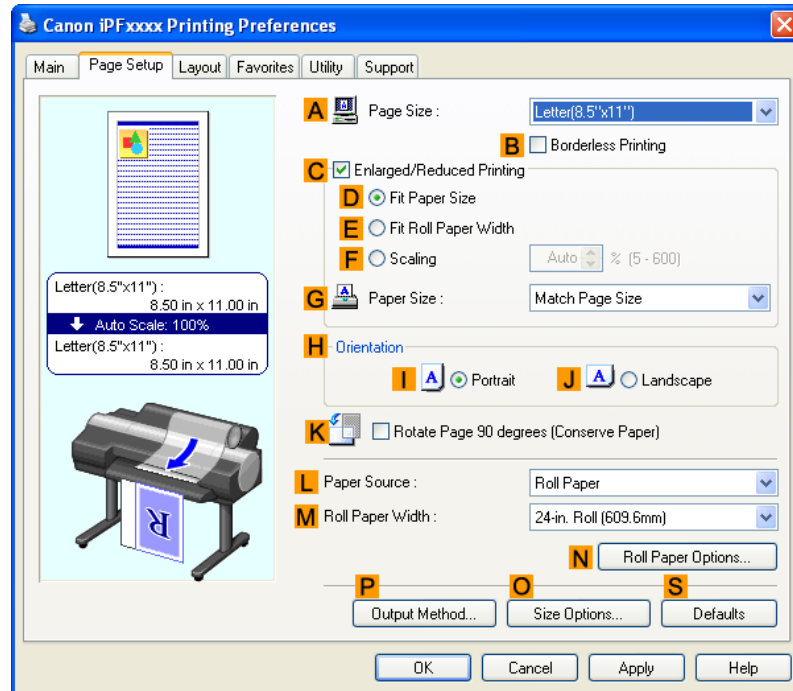 Canon iPFxxxx Printing Preferences
Main Page Setup Layout Favorites Utility Support
A Page Size : Letter(8.5"x11")
B Borderless Printing
C Enlarged/Reduced Printing
D Fit Paper Size
E Fit Roll Paper Width
F Scaling Auto % (5 - 600)
G Paper Size : Match Page Size
Letter(8.5"x11") :
8.50 in x 11.00 in
Auto Scale: 100%
Letter(8.5"x11") :
8.50 in x 11.00 in
H Orientation
I A Portrait J A Landscape
K Rotate Page 90 degrees (Conserve Paper)
L Paper Source : Roll Paper
M Roll Paper Width : 24-in. Roll (609.6mm)
N Roll Paper Options...
R
P O S
Output Method... Size Options... Defaults
OK Cancel Apply Help